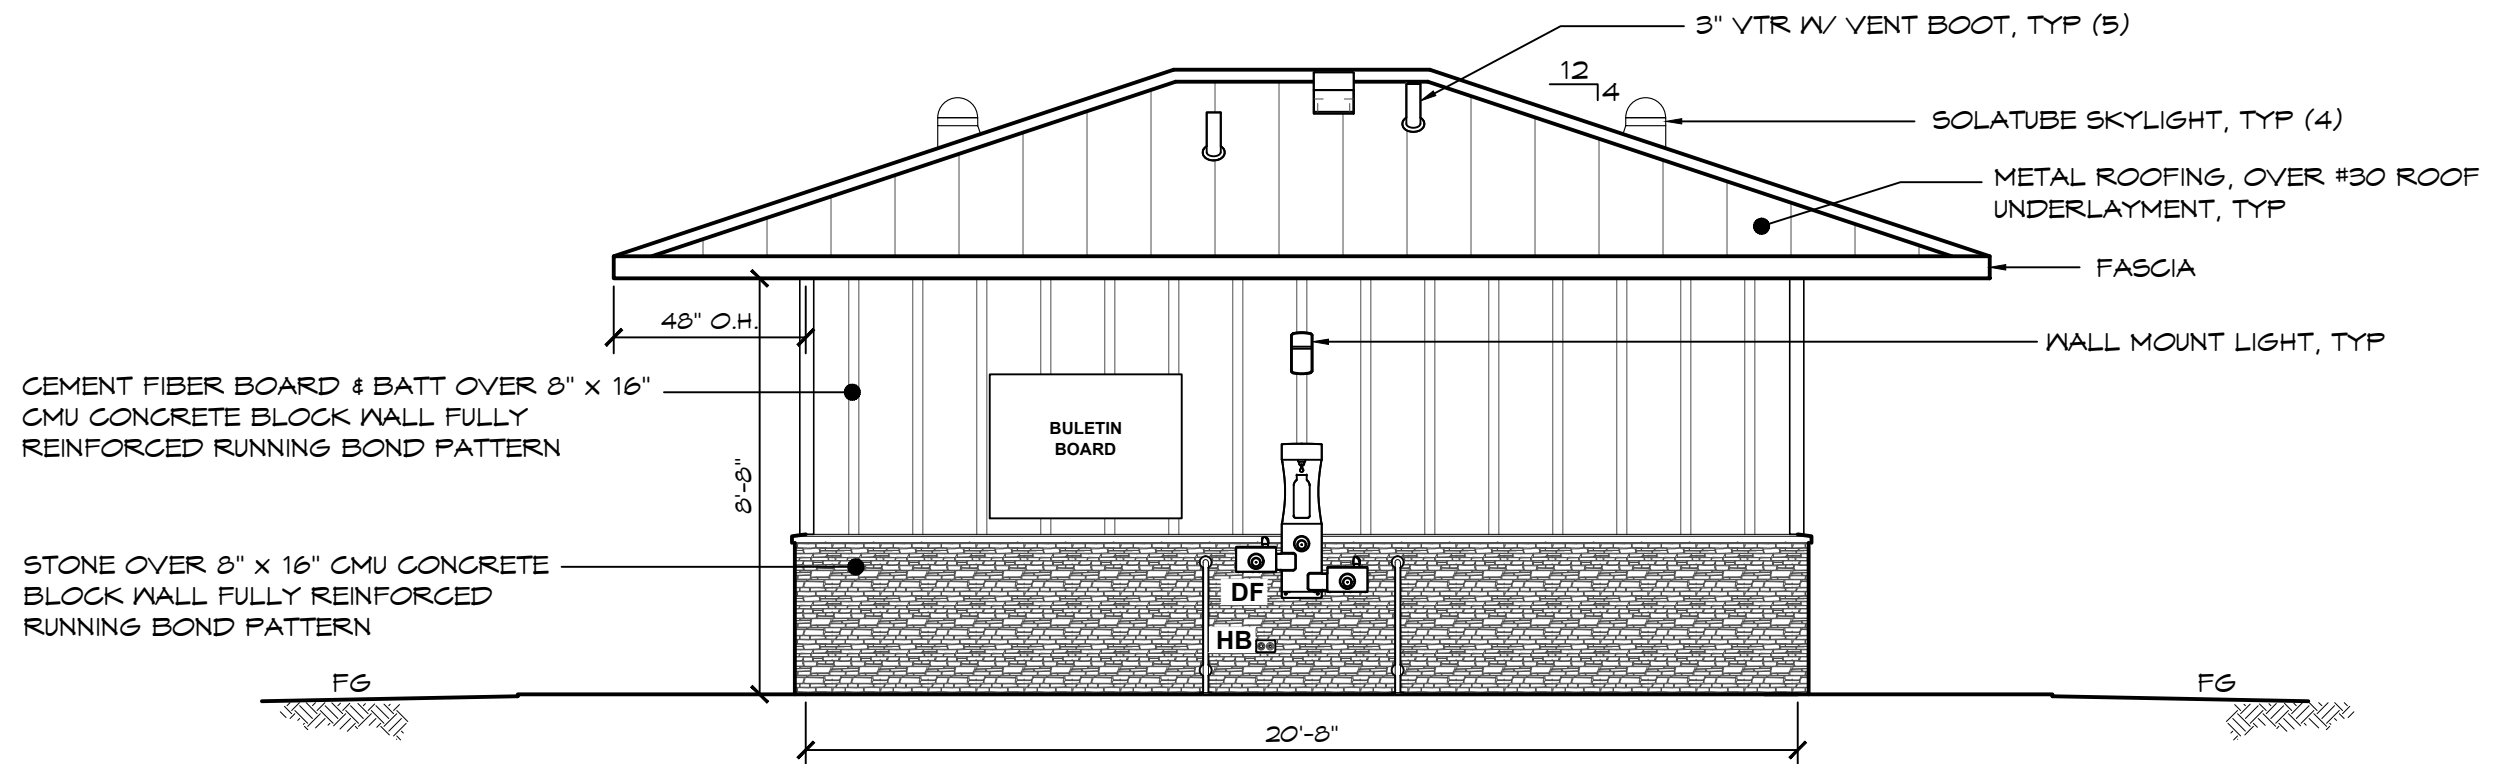 3" VTR W/ VENT BOOT, TYP (5)
12
4
SOLATUBE SKYLIGHT, TYP (4)
METAL ROOFING, OVER #30 ROOF
UNDERLAYMENT, TYP
FASCIA
48" O.H.
WALL MOUNT LIGHT, TYP
CEMENT FIBER BOARD & BATT OVER 8" X 16"
CMU CONCRETE BLOCK WALL FULLY
REINFORCED RUNNING BOND PATTERN
BULETIN
BOARD
8'-8"
STONE OVER 8" X 16" CMU CONCRETE
BLOCK WALL FULLY REINFORCED
RUNNING BOND PATTERN
DF
HB
FG
FG
20'-8"